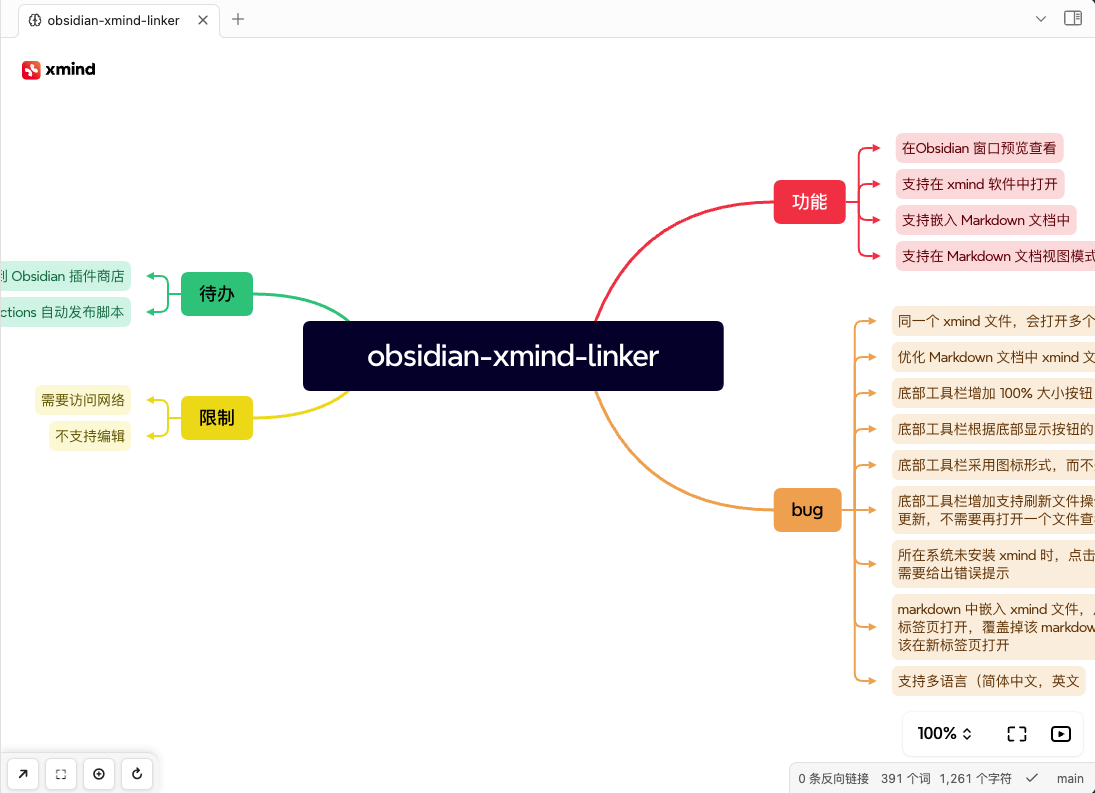 obsidian-xmind-linker
xmind
功能
在Obsidian 窗口预览查看
支持在 xmind 软件中打开
支持嵌入 Markdown 文档中
支持在 Markdown 文档视图模式
待办
Obsidian 插件商店
ctions 自动发布脚本
obsidian-xmind-linker
限制
需要访问网络
不支持编辑
bug
同一个 xmind 文件，会打开多个
优化 Markdown 文档中 xmind 文
底部工具栏增加 100% 大小按钮
底部工具栏根据底部显示按钮的
底部工具栏采用图标形式，而不
底部工具栏增加支持刷新文件操
更新，不需要再打开一个文件查
所在系统未安装 xmind 时，点击
需要给出错误提示
markdown 中嵌入 xmind 文件，
标签页打开，覆盖掉该 markdow
该在新标签页打开
支持多语言（简体中文，英文
100%
0 条反向链接 391 个词 1,261 个字符 main